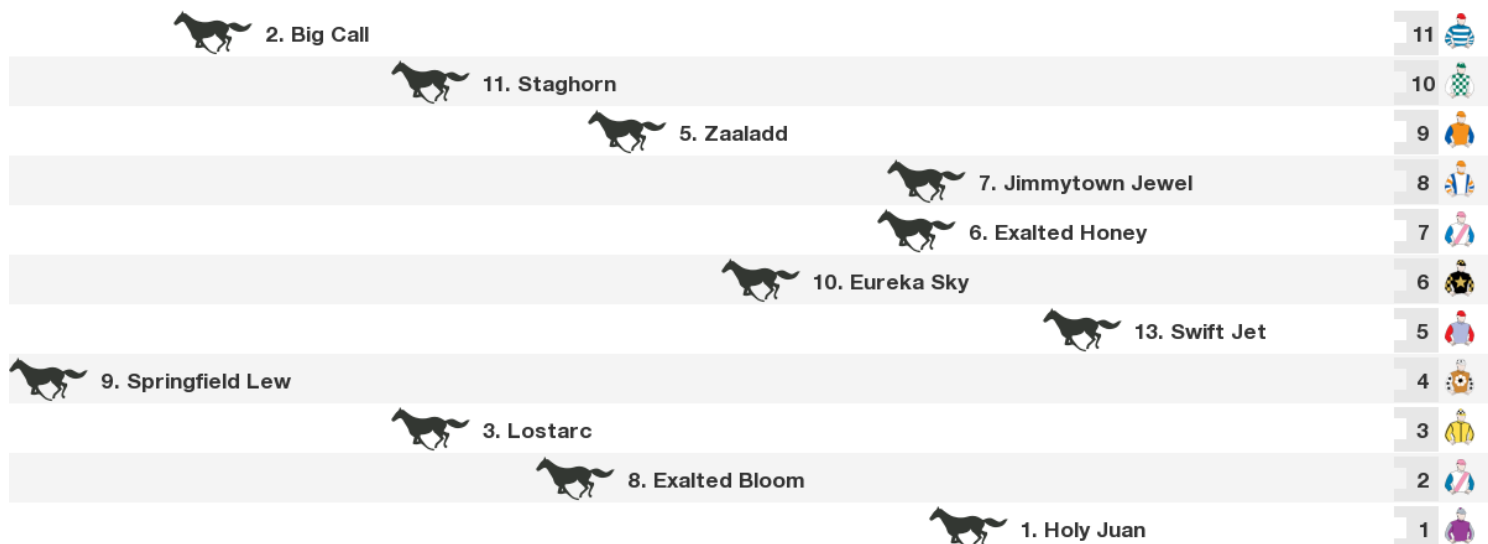 2. Big Call 11
11. Staghorn 10
5. Zaaladd 9
7. Jimmytown Jewel 8
6. Exalted Honey 7
10. Eureka Sky 6
13. Swift Jet 5
9. Springfield Lew 4
3. Lostarc 3
8. Exalted Bloom 2
1. Holy Juan 1